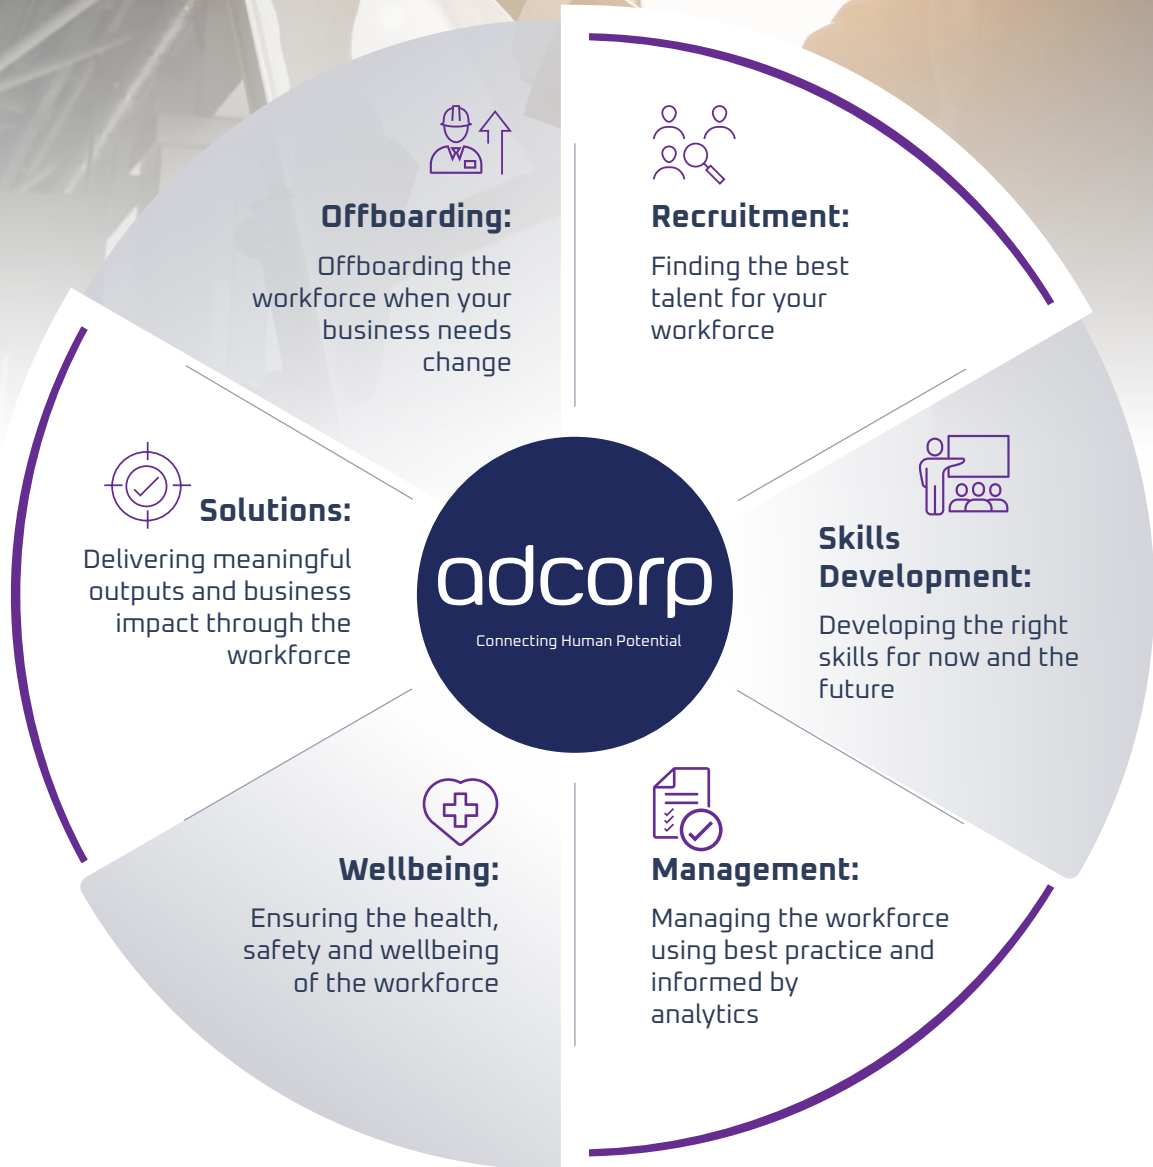 Offboarding:
Offboarding the
workforce when your
business needs
change
Recruitment:
Finding the best
talent for your
workforce
Solutions:
Delivering meaningful
outputs and business
impact through the
workforce
adcorp
Connecting Human Potential
Skills
Development:
Developing the right
skills for now and the
future
Wellbeing:
Ensuring the health,
safety and wellbeing
of the workforce
Management:
Managing the workforce
using best practice and
informed by
analytics